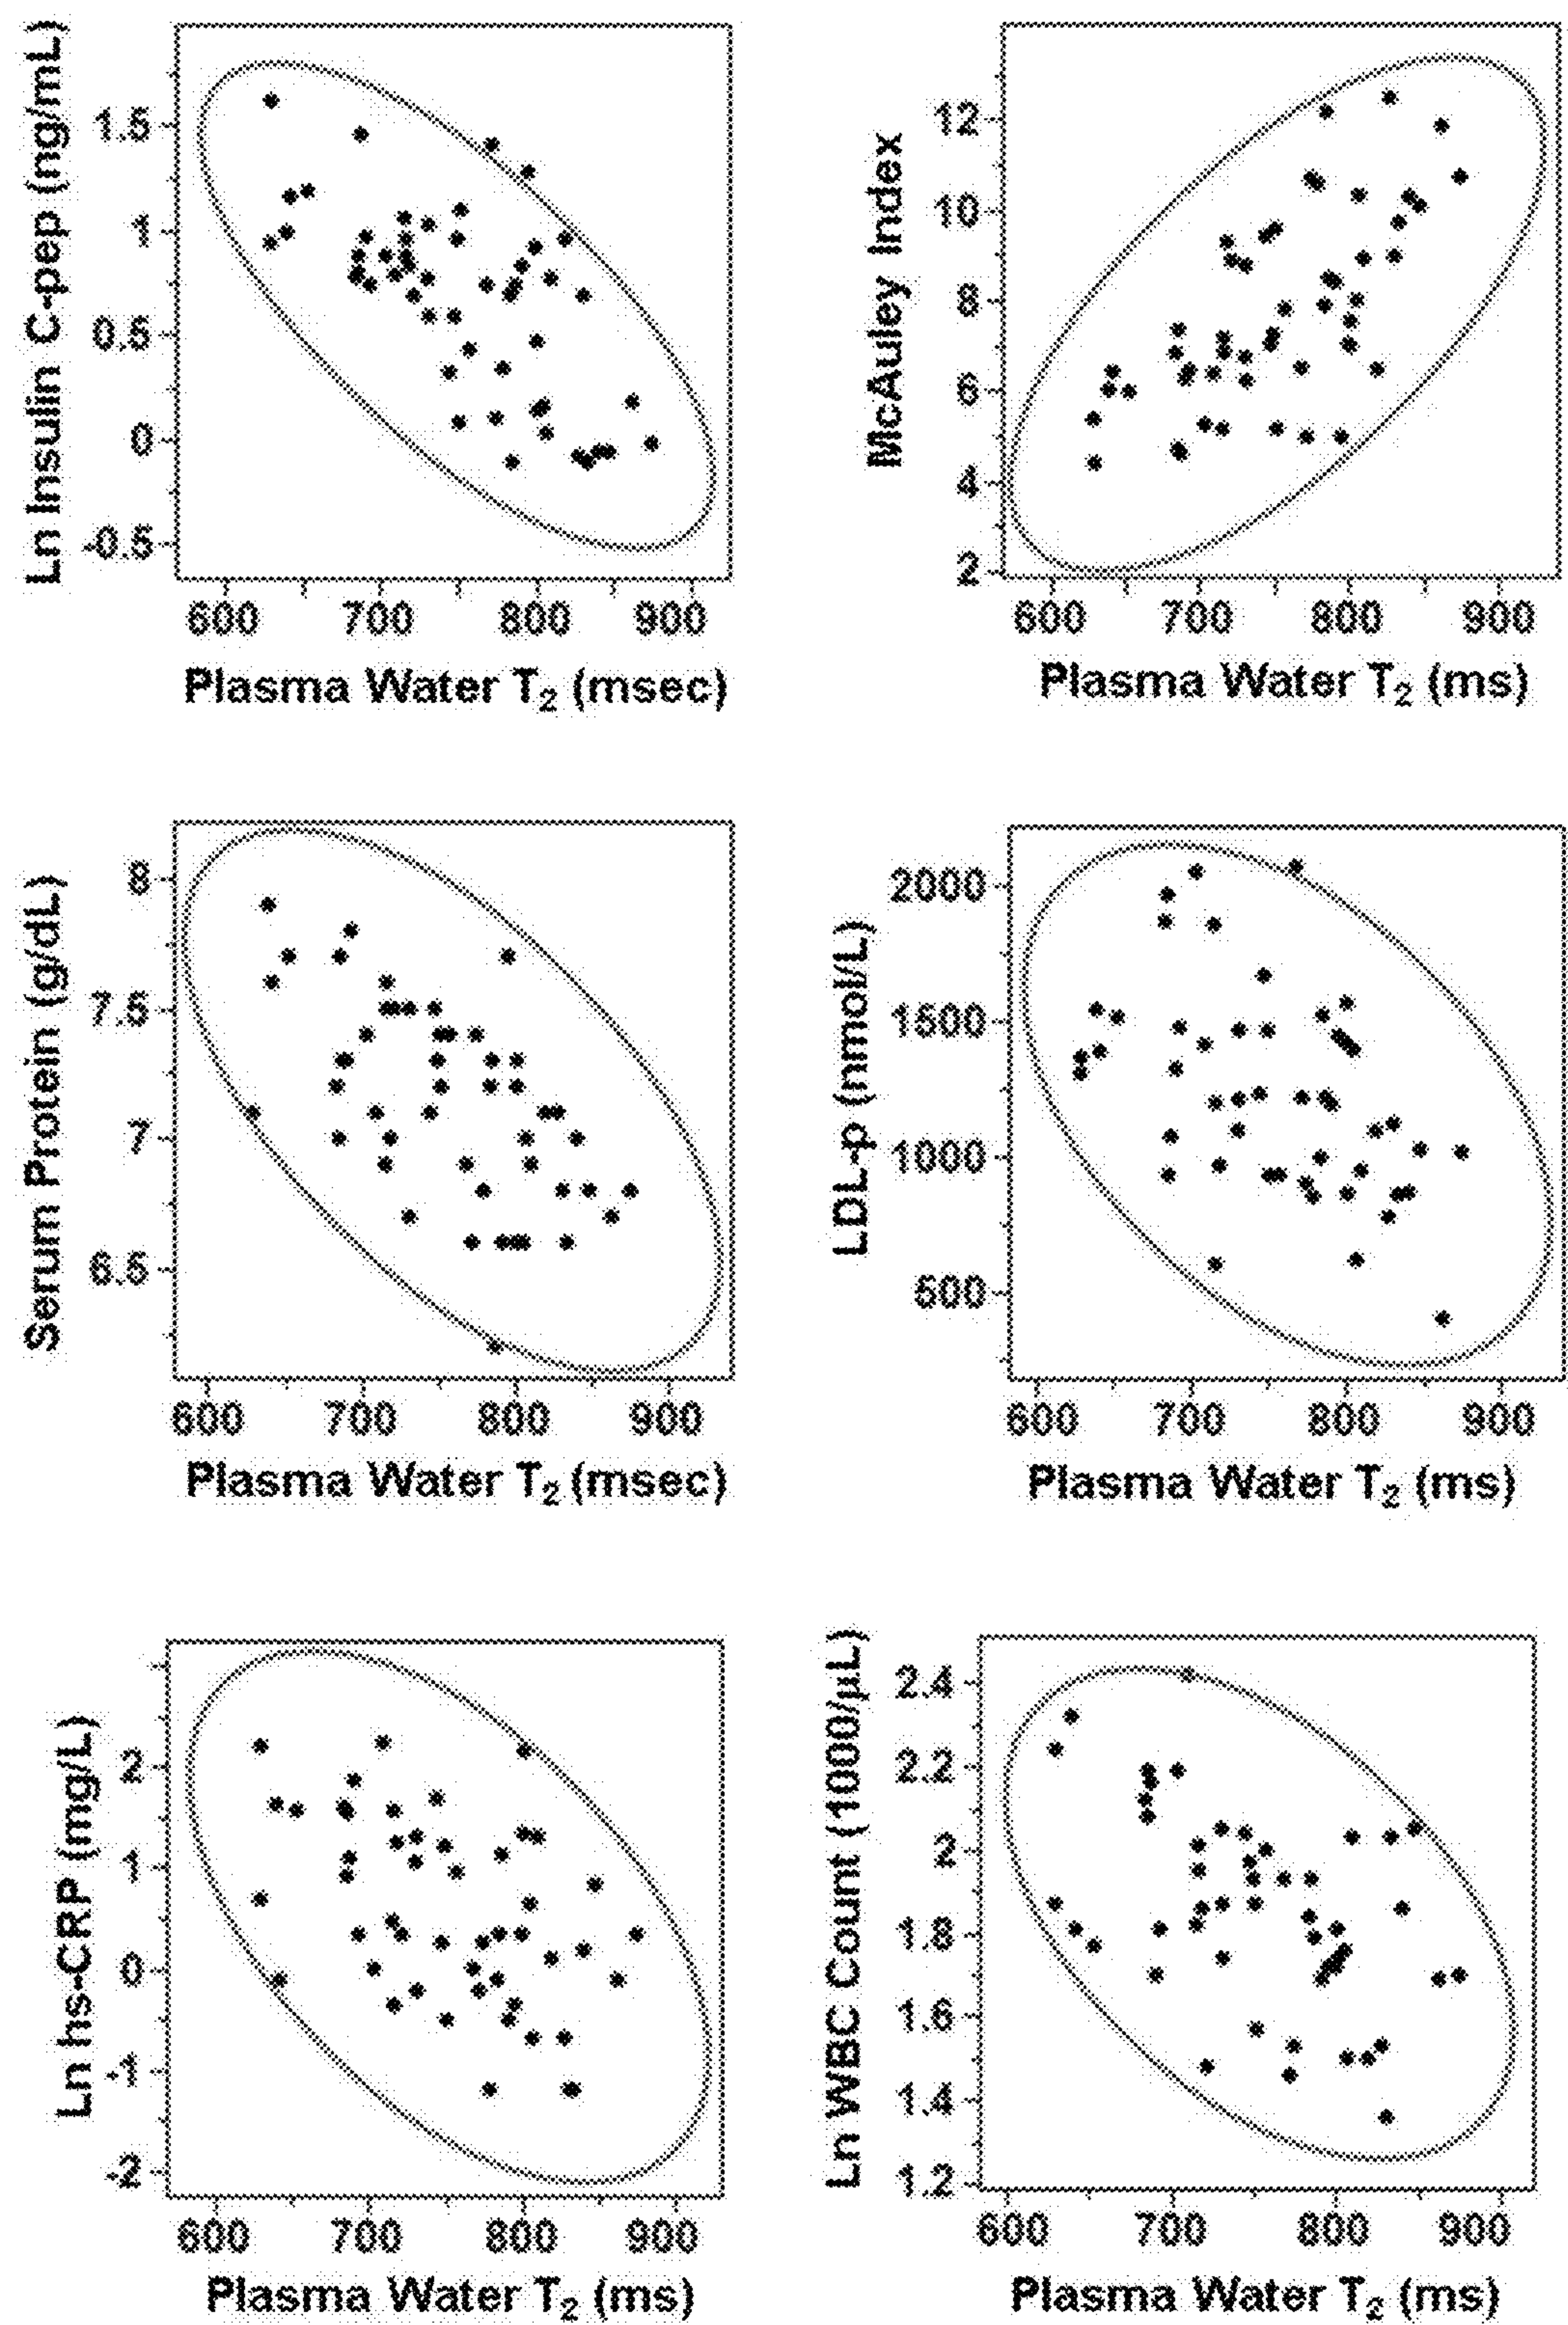 Ln Insulin C-pep (ng/mL)
1.5
1
0.5
0
-0.5
600 700 800 900
Plasma Water T₂ (msec)
McAuley Index
12
10
8
6
4
2
600 700 800 900
Plasma Water T₂ (ms)
Serum Protein (g/dL)
8
7.5
7
6.5
600 700 800 900
Plasma Water T₂ (msec)
LDL-p (nmol/L)
2000
1500
1000
500
600 700 800 900
Plasma Water T₂ (ms)
Ln hs-CRP (mg/L)
2
1
0
-1
-2
600 700 800 900
Plasma Water T₂ (ms)
Ln WBC Count (1000/µL)
2.4
2.2
2
1.8
1.6
1.4
1.2
600 700 800 900
Plasma Water T₂ (ms)